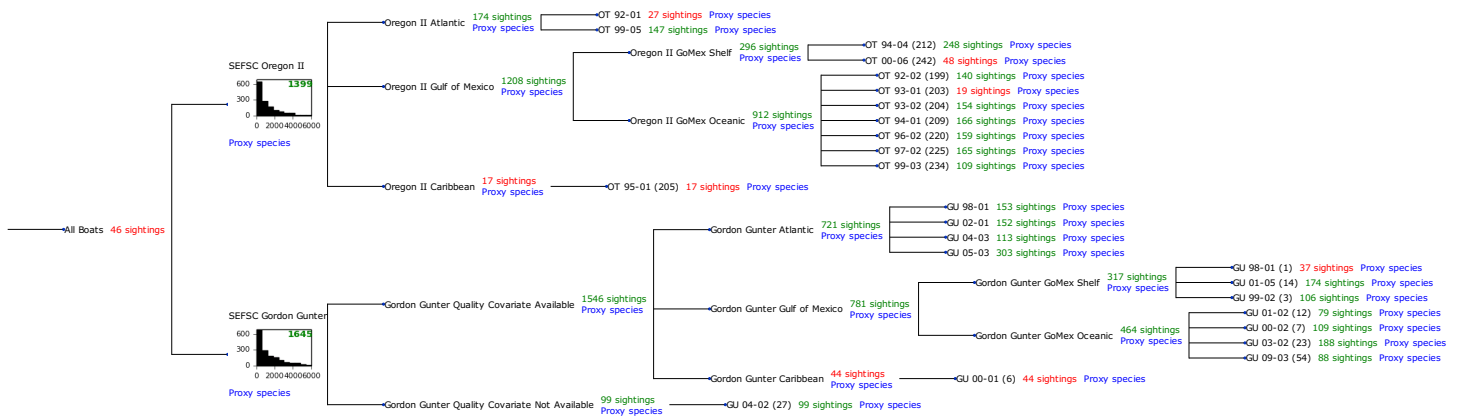 All Boats 46 sightings
SEFSC Oregon II
1399
600
300
0
0 2000 4000 6000
Proxy species
Oregon II Atlantic 174 sightings
Proxy species
OT 92-01 27 sightings Proxy species
OT 99-05 147 sightings Proxy species
Oregon II Gulf of Mexico 1208 sightings
Proxy species
Oregon II GoMex Shelf 296 sightings
Proxy species
OT 94-04 (212) 248 sightings Proxy species
OT 00-06 (242) 48 sightings Proxy species
Oregon II GoMex Oceanic 912 sightings
Proxy species
OT 92-02 (199) 140 sightings Proxy species
OT 93-01 (203) 19 sightings Proxy species
OT 93-02 (204) 154 sightings Proxy species
OT 94-01 (209) 166 sightings Proxy species
OT 96-02 (220) 159 sightings Proxy species
OT 97-02 (225) 165 sightings Proxy species
OT 99-03 (234) 109 sightings Proxy species
Oregon II Caribbean 17 sightings
Proxy species
OT 95-01 (205) 17 sightings Proxy species
SEFSC Gordon Gunter
1645
600
300
0
0 2000 4000 6000
Proxy species
Gordon Gunter Quality Covariate Available 1546 sightings
Proxy species
Gordon Gunter Atlantic 721 sightings
Proxy species
GU 98-01 153 sightings Proxy species
GU 02-01 152 sightings Proxy species
GU 04-03 113 sightings Proxy species
GU 05-03 303 sightings Proxy species
Gordon Gunter Gulf of Mexico 781 sightings
Proxy species
Gordon Gunter GoMex Shelf 317 sightings
Proxy species
GU 98-01 (1) 37 sightings Proxy species
GU 01-05 (14) 174 sightings Proxy species
GU 99-02 (3) 106 sightings Proxy species
Gordon Gunter GoMex Oceanic 464 sightings
Proxy species
GU 01-02 (12) 79 sightings Proxy species
GU 00-02 (7) 109 sightings Proxy species
GU 03-02 (23) 188 sightings Proxy species
GU 09-03 (54) 88 sightings Proxy species
Gordon Gunter Caribbean 44 sightings
Proxy species
GU 00-01 (6) 44 sightings Proxy species
Gordon Gunter Quality Covariate Not Available 99 sightings
Proxy species
GU 04-02 (27) 99 sightings Proxy species